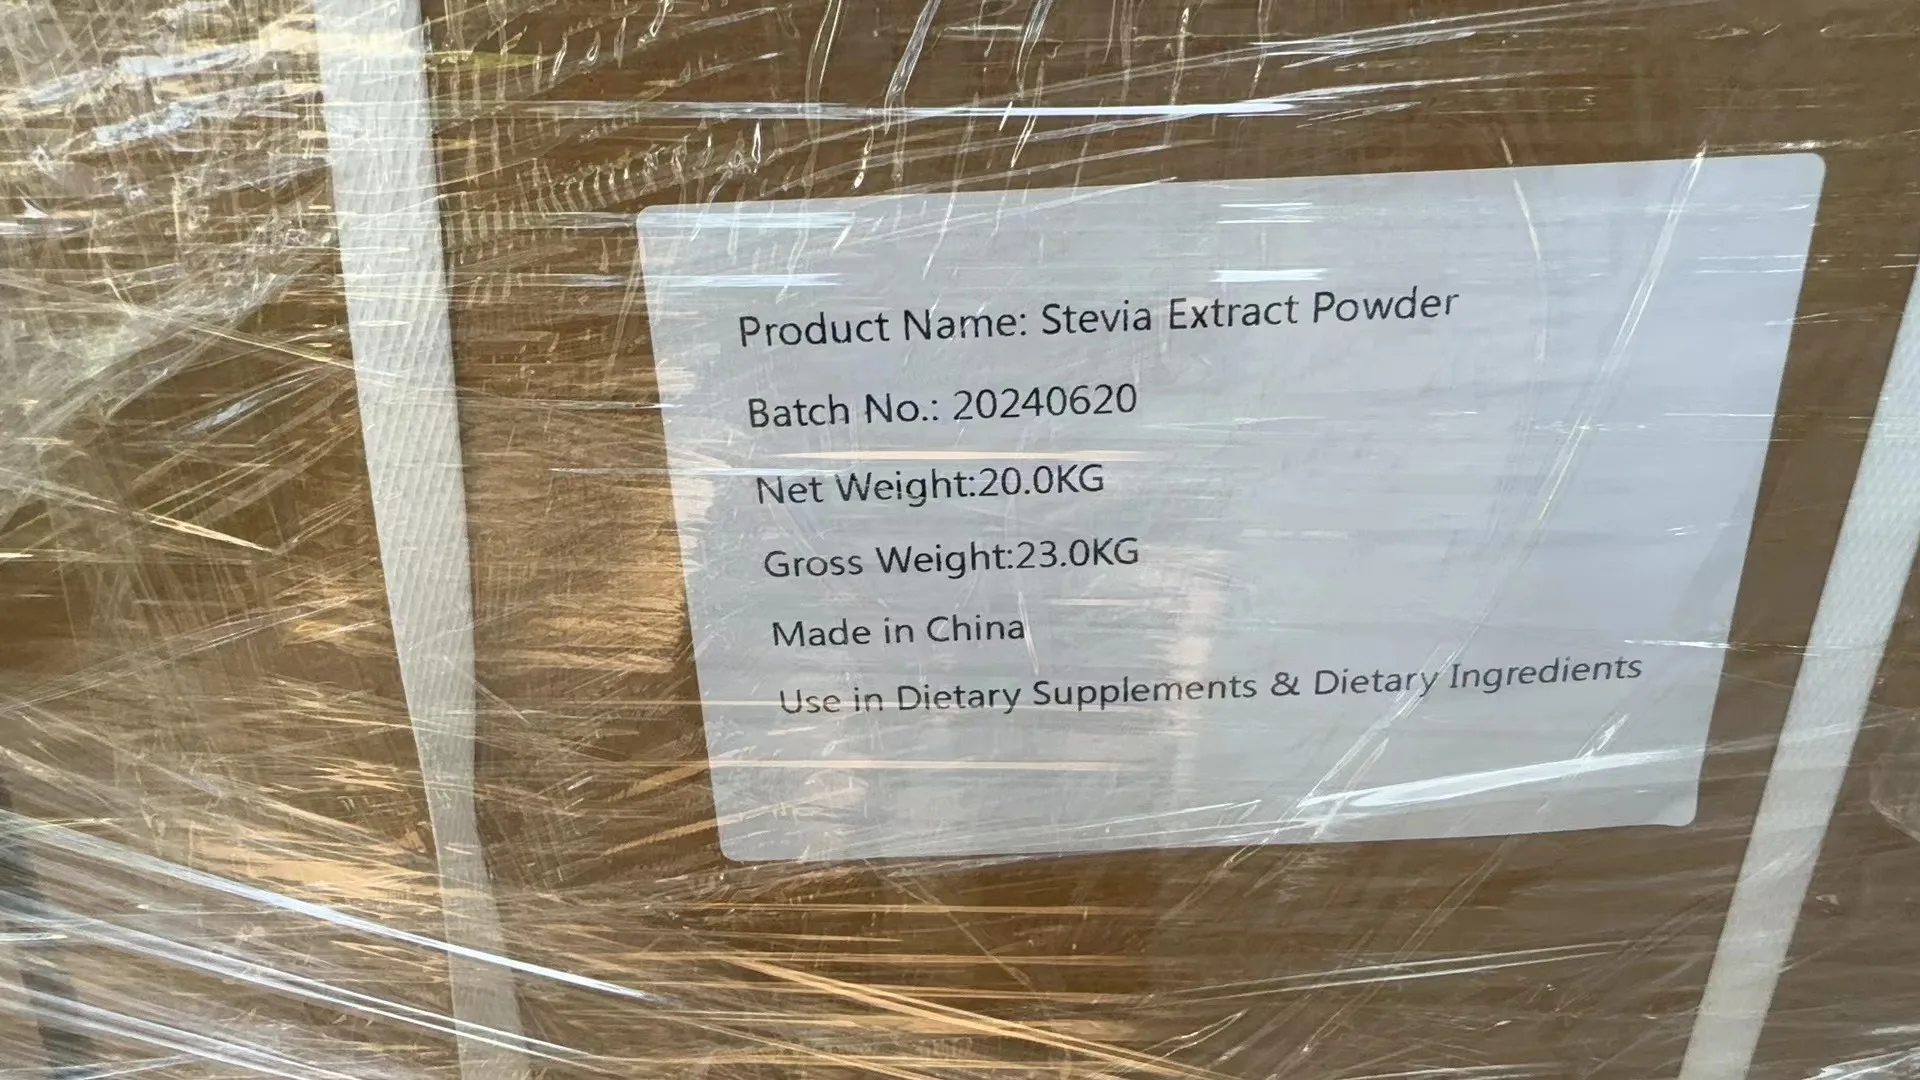 Product Name: Stevia Extract Powder
Batch No.: 20240620
Net Weight:20.0KG
Gross Weight:23.0KG
Made in China
Use in Dietary Supplements & Dietary Ingredients